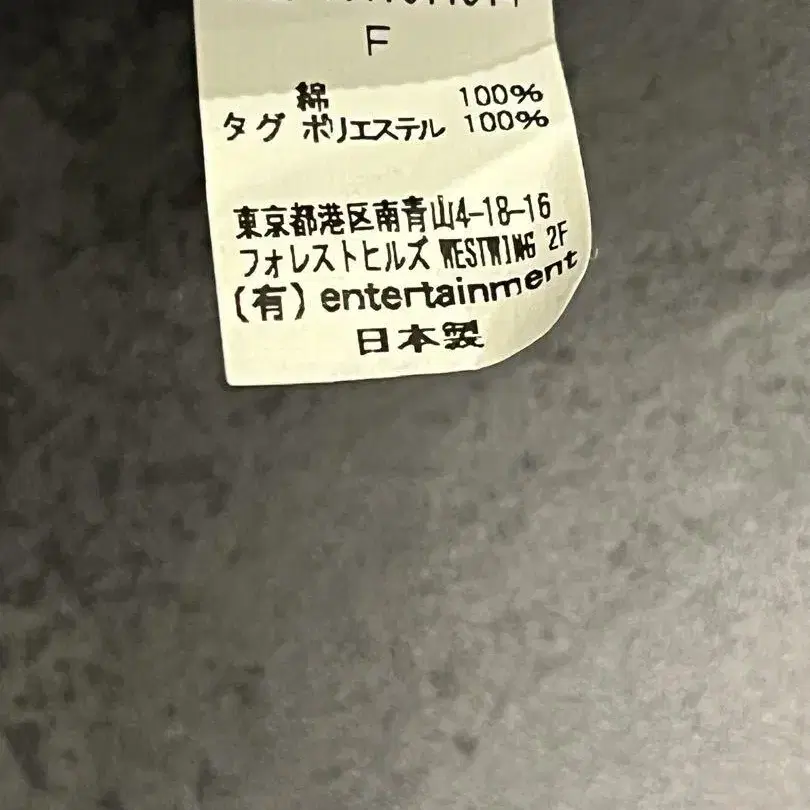 F
綿 100%
タグ ポリエステル 100%
東京都港区南青山4-18-16
フォレストヒルズ WESTWING 2F
(有) entertainment
日本製